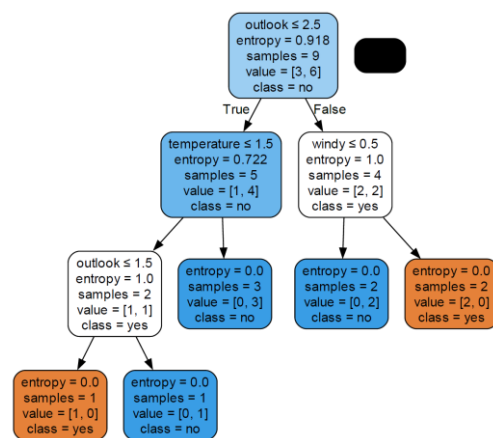 outlook ≤ 2.5
entropy = 0.918
samples = 9
value = [3, 6]
class = no
True
False
temperature ≤ 1.5
entropy = 0.722
samples = 5
value = [1, 4]
class = no
windy ≤ 0.5
entropy = 1.0
samples = 4
value = [2, 2]
class = yes
outlook ≤ 1.5
entropy = 1.0
samples = 2
value = [1, 1]
class = yes
entropy = 0.0
samples = 3
value = [0, 3]
class = no
entropy = 0.0
samples = 2
value = [0, 2]
class = no
entropy = 0.0
samples = 2
value = [2, 0]
class = yes
entropy = 0.0
samples = 1
value = [1, 0]
class = yes
entropy = 0.0
samples = 1
value = [0, 1]
class = no